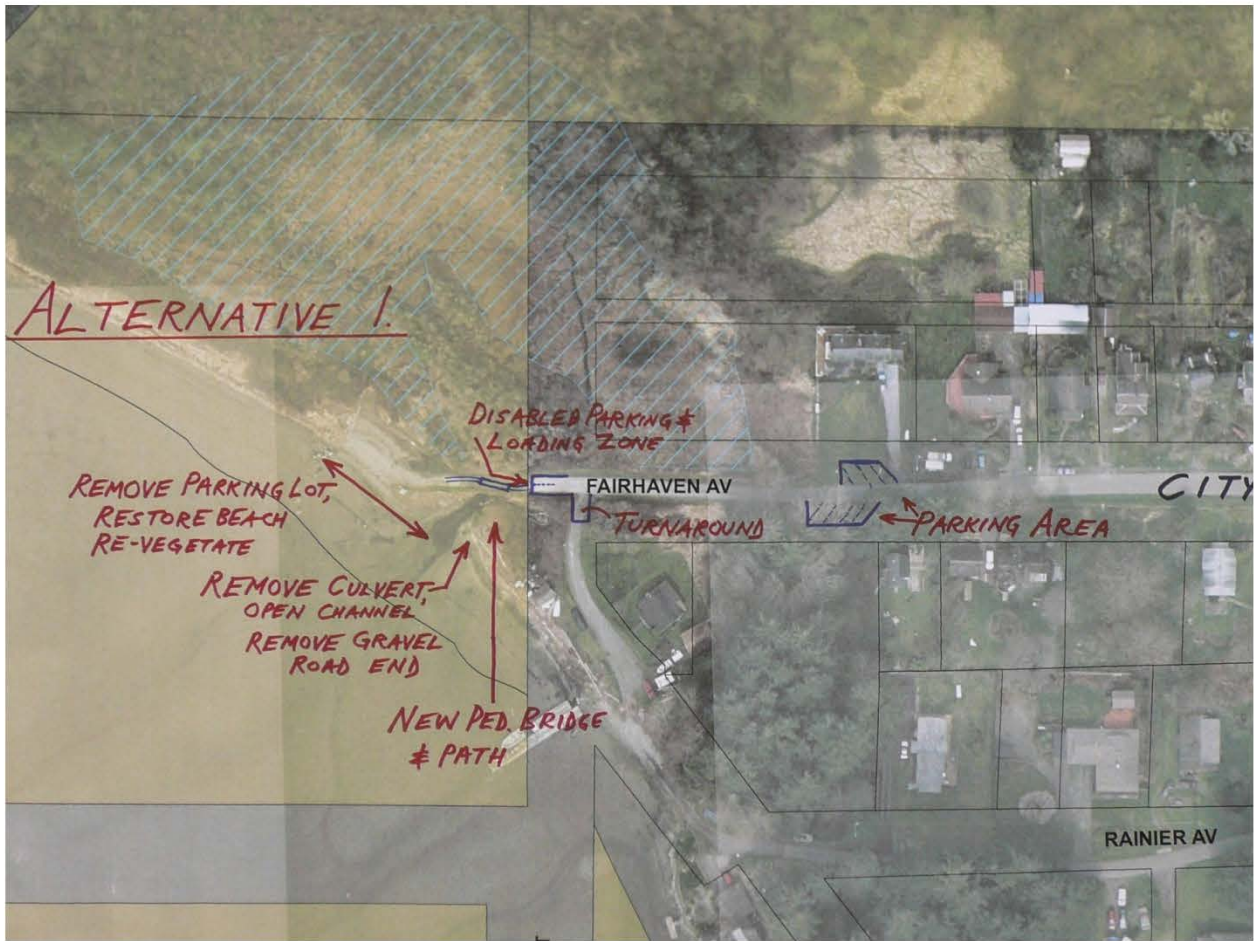 ALTERNATIVE 1.
DISABLED PARKING &
LOADING ZONE
FAIRHAVEN AV
CITY
REMOVE PARKING LOT,
RESTORE BEACH
RE-VEGETATE
TURNAROUND
PARKING AREA
REMOVE CULVERT,
OPEN CHANNEL
REMOVE GRAVEL
ROAD END
NEW PED. BRIDGE
& PATH
RAINIER AV